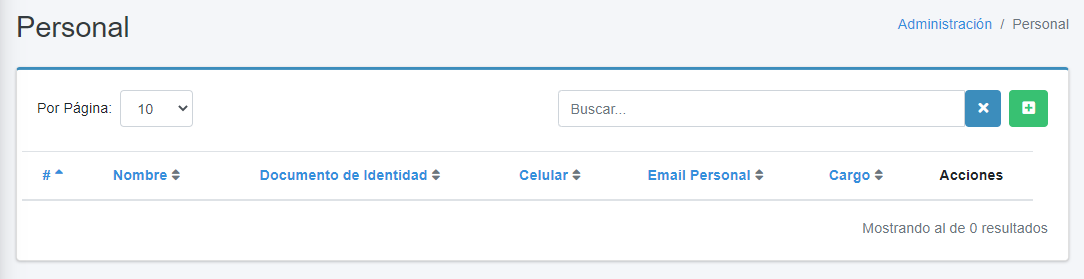 Personal
Administración / Personal
Por Página: 10
Buscar...
# Nombre Documento de Identidad Celular Email Personal Cargo Acciones
Mostrando al de 0 resultados